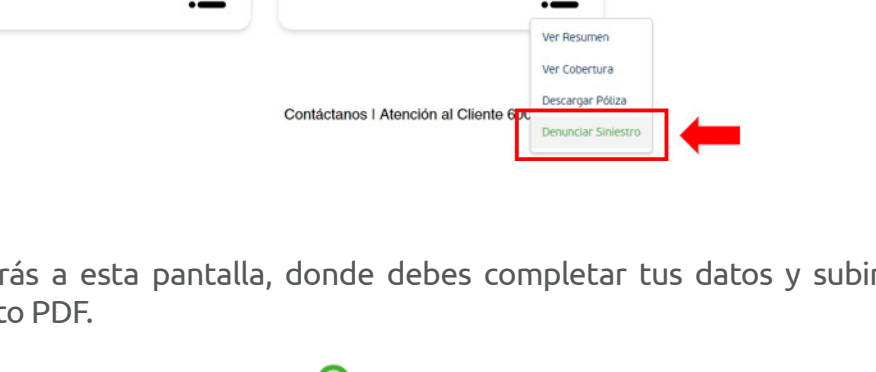 Ver Resumen
Ver Cobertura
Descargar Póliza
Contáctanos | Atención al Cliente
Denunciar Siniestro
rás a esta pantalla, donde debes completar tus datos y subir
to PDF.